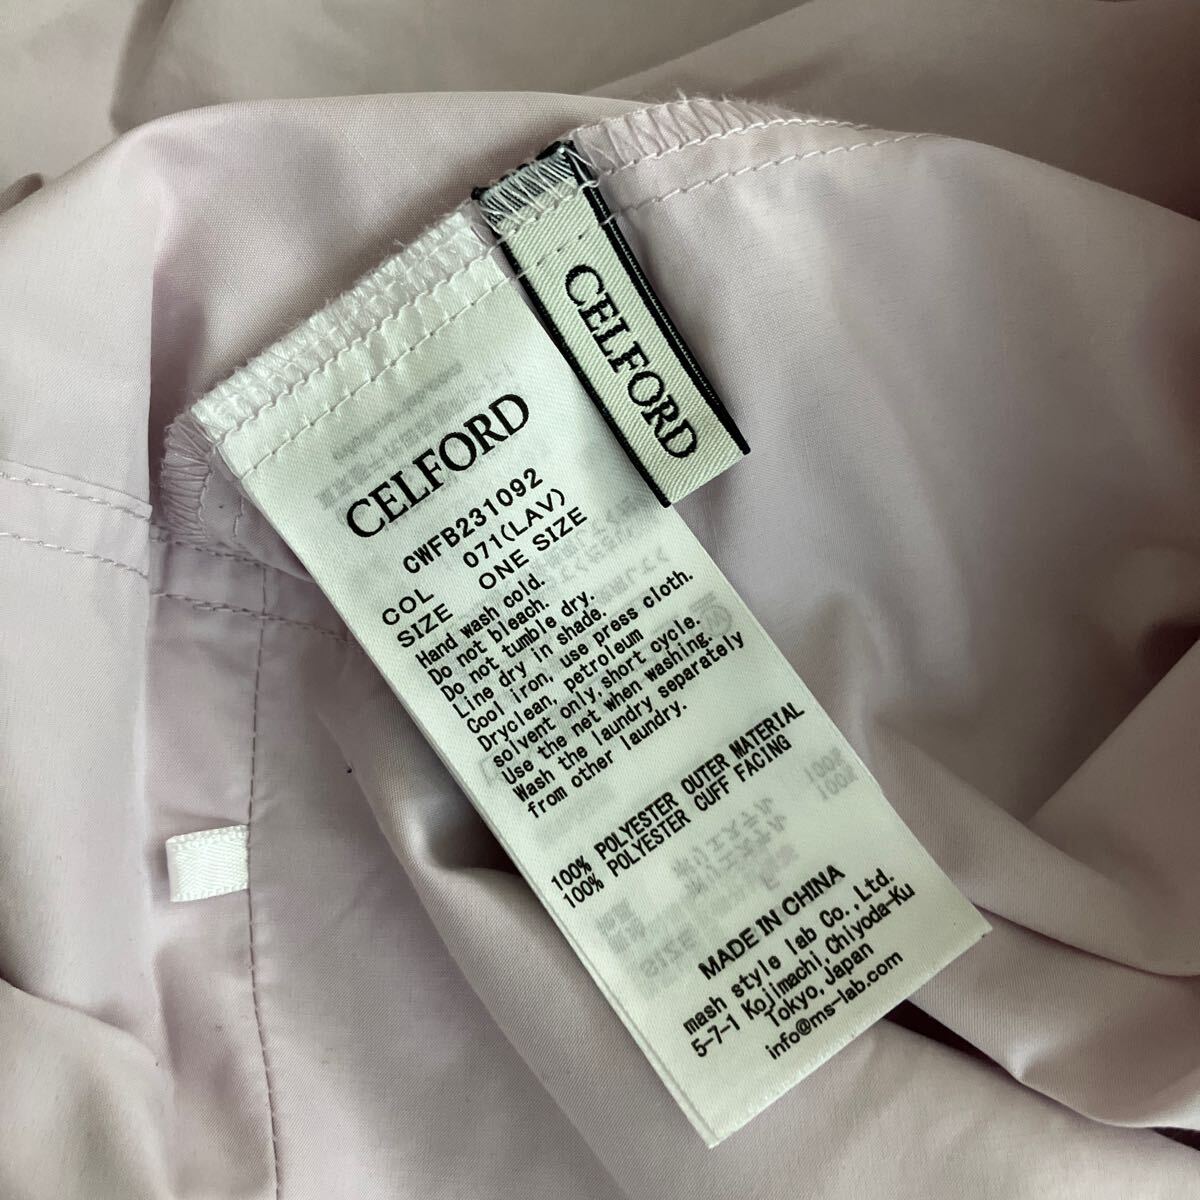 CELFORD
CELFORD
CWFB231092
COL 071(LAV)
SIZE ONE SIZE
Hand wash cold.
Do not bleach.
Do not tumble dry.
Line dry in shade.
Cool iron, use press cloth.
Dryclean, petroleum
solvent only, short cycle.
Use the net when washing.
Wash the laundry separately
from other laundry.
100% POLYESTER OUTER MATERIAL
100% POLYESTER CUFF FACING
MADE IN CHINA
mash style lab Co.,Ltd.
5-7-1 Kojimachi,Chiyoda-Ku
Tokyo,Japan
info@ms-lab.com